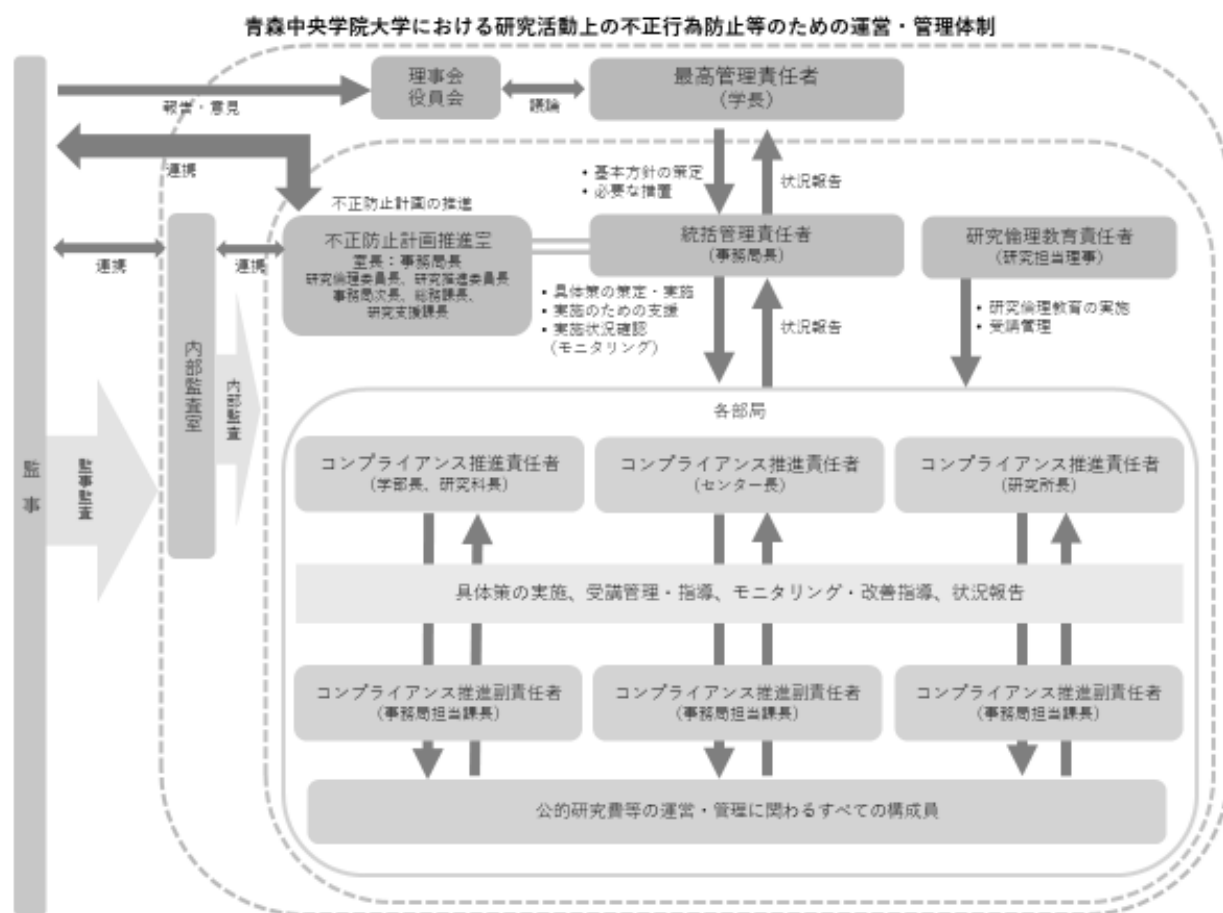 青森中央学院大学における研究活動上の不正行為防止等のための運営・管理体制
理事会
役員会
最高管理責任者
(学長)
報告・意見
議論
連携
・基本方針の策定
・必要な措置
状況報告
不正防止計画の推進
不正防止計画推進室
室長：事務局長
研究倫理委員長、研究推進委員長
事務局次長、総務課長、
研究支援課長
統括管理責任者
(事務局長)
研究倫理教育責任者
(研究担当理事)
連携
連携
・具体策の策定・実施
・実施のための支援
・実施状況確認
(モニタリング)
状況報告
・研究倫理教育の実施
・受講管理
内部監査室
内部監査
監事
監事監査
各部局
コンプライアンス推進責任者
(学部長、研究科長)
コンプライアンス推進責任者
(センター長)
コンプライアンス推進責任者
(研究所長)
具体策の実施、受講管理・指導、モニタリング・改善指導、状況報告
コンプライアンス推進副責任者
(事務局担当課長)
コンプライアンス推進副責任者
(事務局担当課長)
コンプライアンス推進副責任者
(事務局担当課長)
公的研究費等の運営・管理に関わるすべての構成員